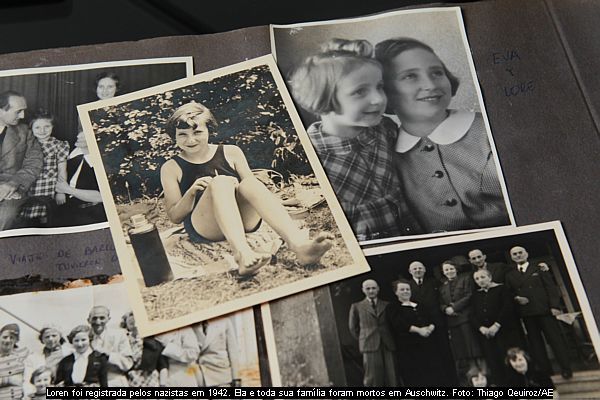 EVA
Y
LORE
VIAJE DE BARCO
Loren foi registrada pelos nazistas em 1942. Ela e toda sua família foram mortos em Auschwitz. Foto: Thiago Queiroz/AE